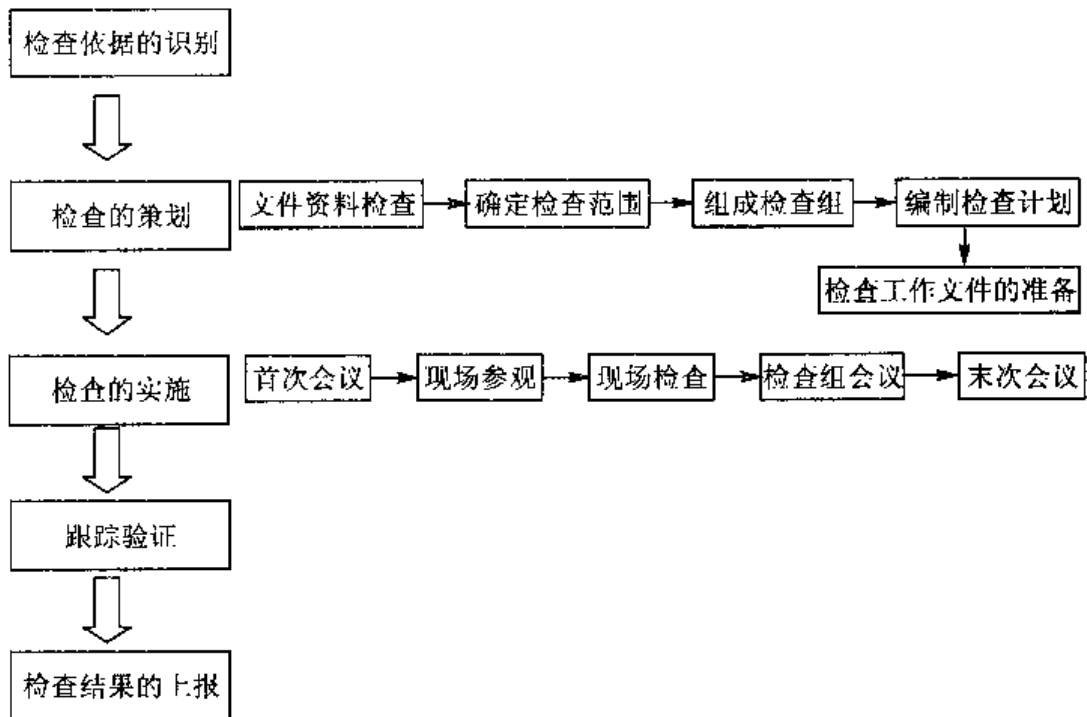 检查依据的识别
检查的策划
文件资料检查
确定检查范围
组成检查组
编制检查计划
检查工作文件的准备
检查的实施
首次会议
现场参观
现场检查
检查组会议
末次会议
跟踪验证
检查结果的上报